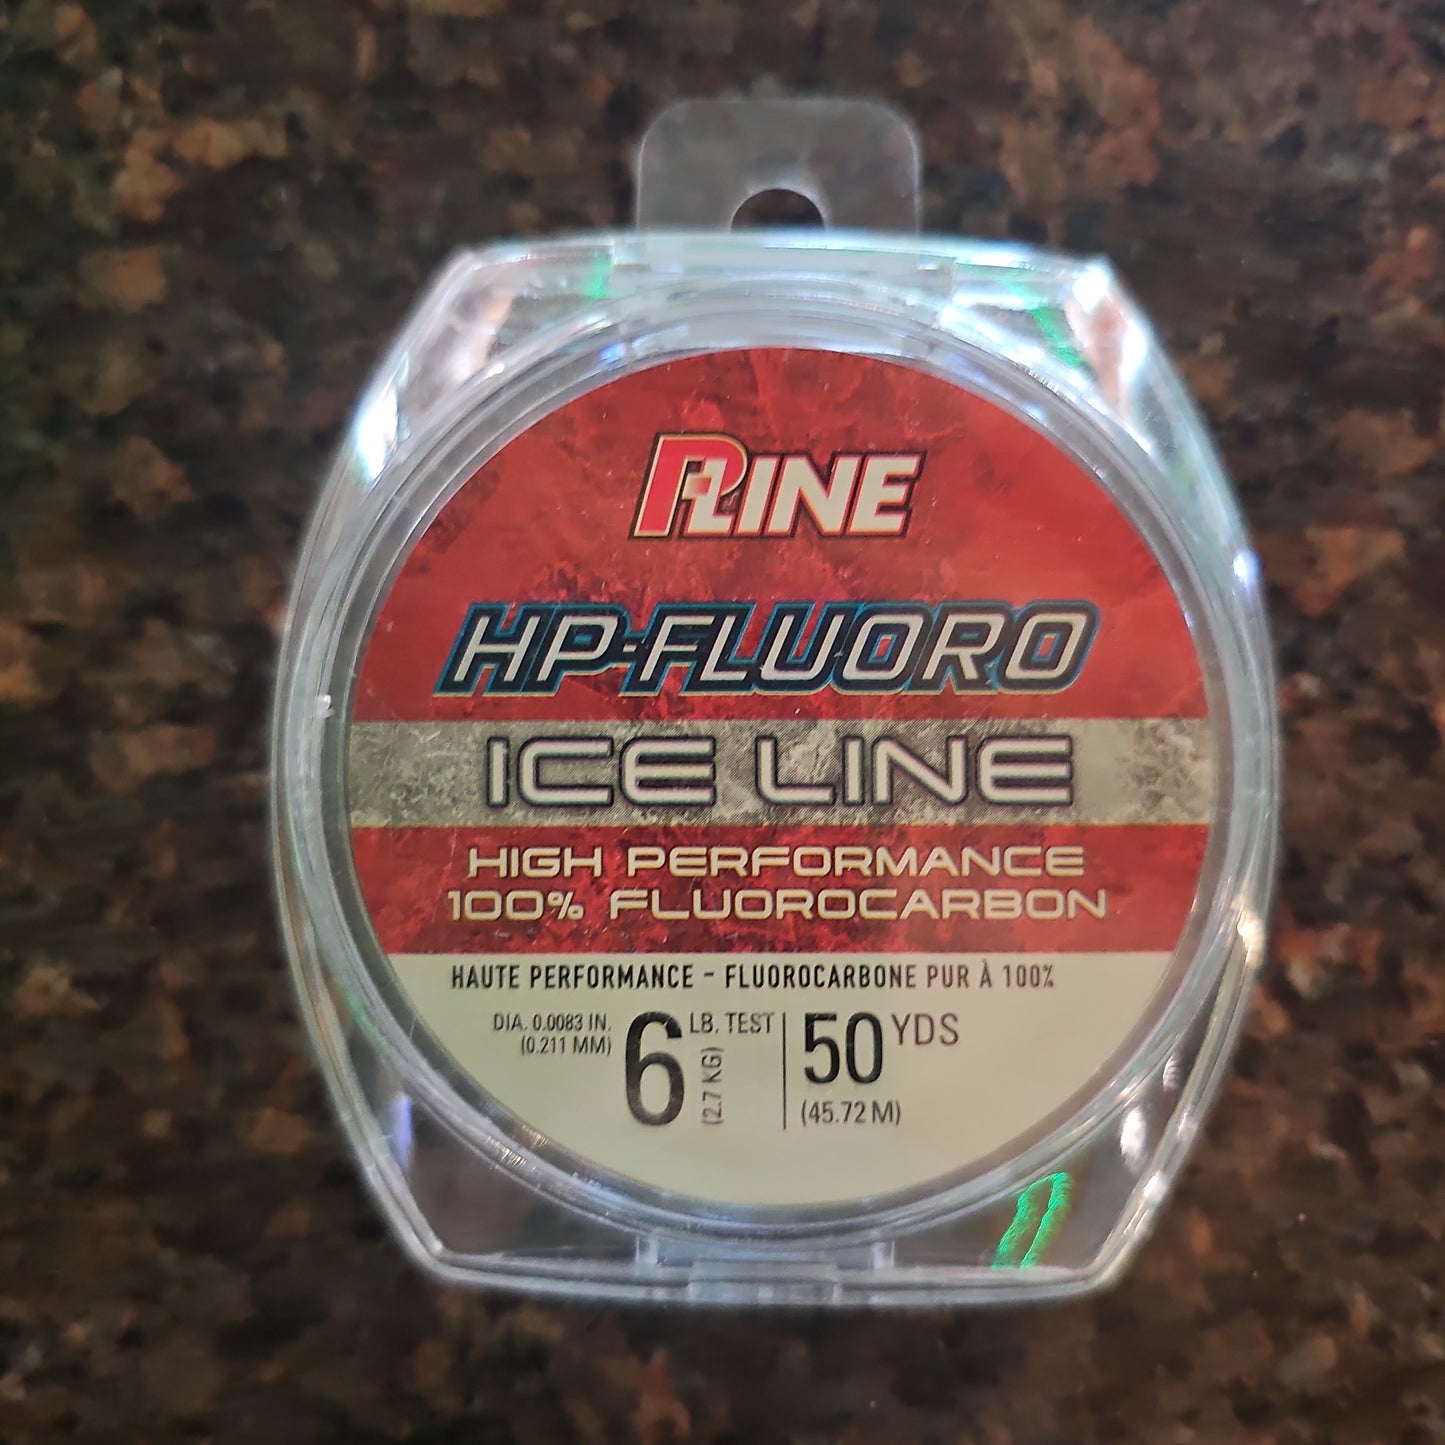 P-LINE
HP-FLUORO
ICE LINE
HIGH PERFORMANCE
100% FLUOROCARBON
HAUTE PERFORMANCE - FLUOROCARBONE PUR À 100%
DIA. 0.0083 IN.
(0.211 MM)
6 LB. TEST
(2.7 KG)
50 YDS
(45.72 M)